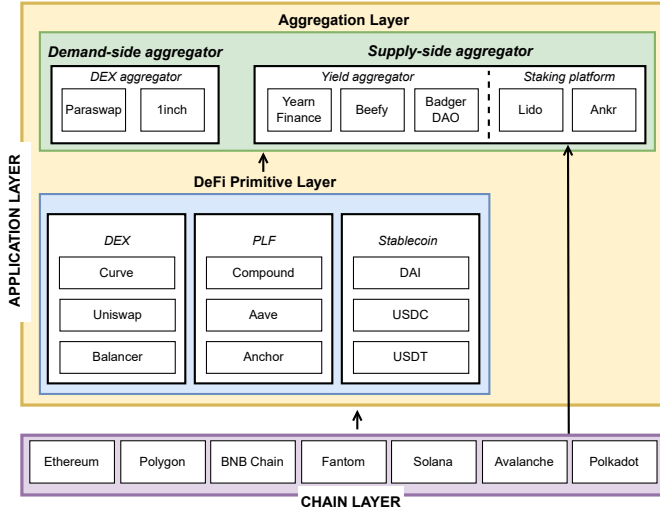 Aggregation Layer
Demand-side aggregator
Supply-side aggregator
DEX aggregator
Paraswap
1inch
Yield aggregator
Yearn
Finance
Beefy
Badger
DAO
Staking platform
Lido
Ankr
APPLICATION LAYER
DeFi Primitive Layer
DEX
Curve
Uniswap
Balancer
PLF
Compound
Aave
Anchor
Stablecoin
DAI
USDC
USDT
Ethereum
Polygon
BNB Chain
Fantom
Solana
Avalanche
Polkadot
CHAIN LAYER